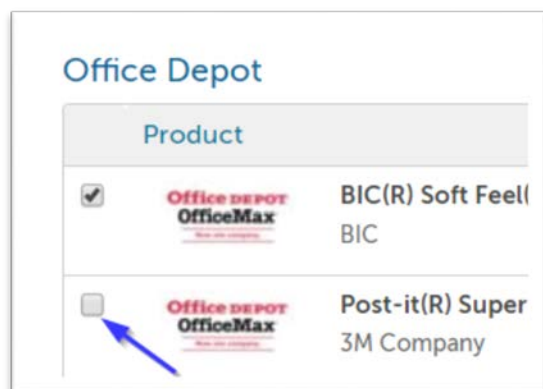 Office Depot
Product
Office DEPOT
OfficeMax
BIC(R) Soft Feel(
BIC
Office DEPOT
OfficeMax
Post-it(R) Super
3M Company